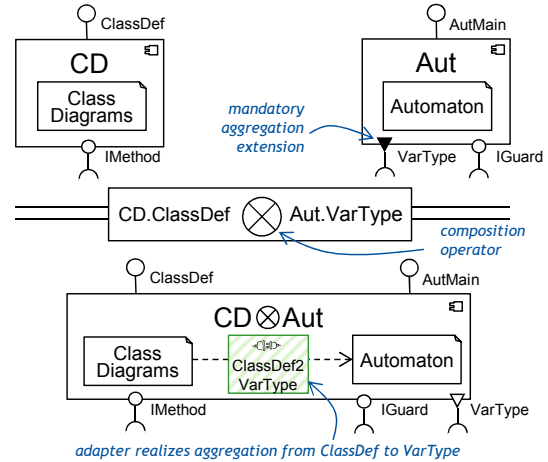 ClassDef
AutMain
CD
Aut
Class
Diagrams
Automaton
mandatory
aggregation
extension
IMethod
VarType
IGuard
CD.ClassDef
Aut.VarType
composition
operator
ClassDef
AutMain
CD⊗Aut
Class
Diagrams
ClassDef2
VarType
Automaton
IMethod
IGuard
VarType
adapter realizes aggregation from ClassDef to VarType